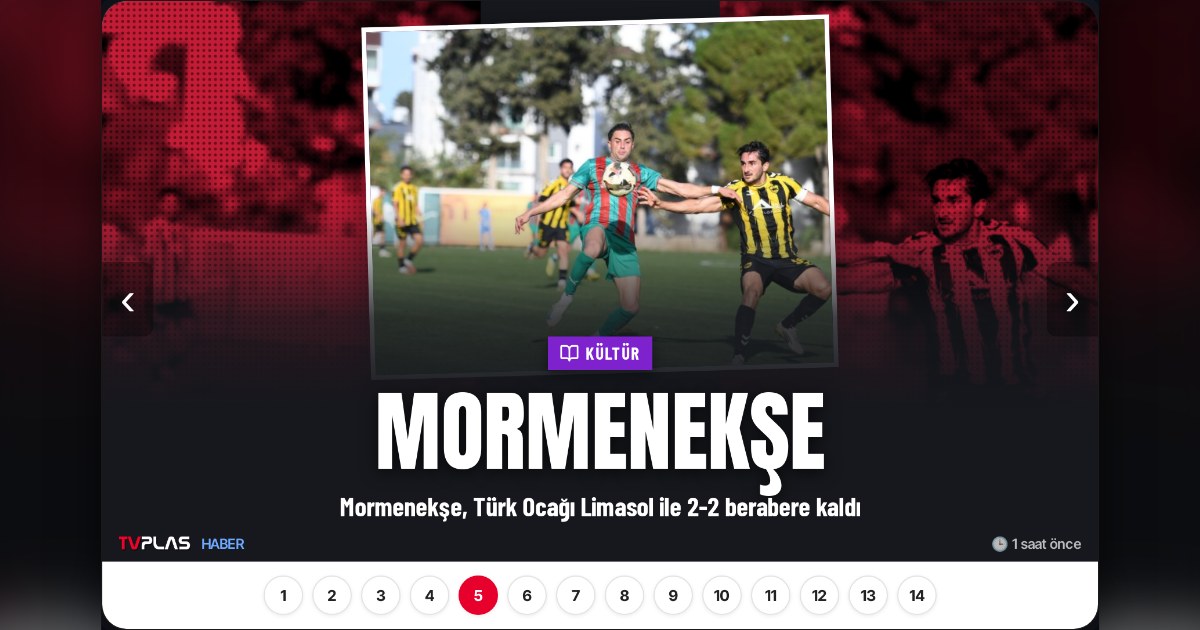 KÜLTÜR
MORMENEKŞE
Mormenekşe, Türk Ocağı Limasol ile 2-2 berabere kaldı
TVPLAS HABER
1 saat önce
1 2 3 4 5 6 7 8 9 10 11 12 13 14